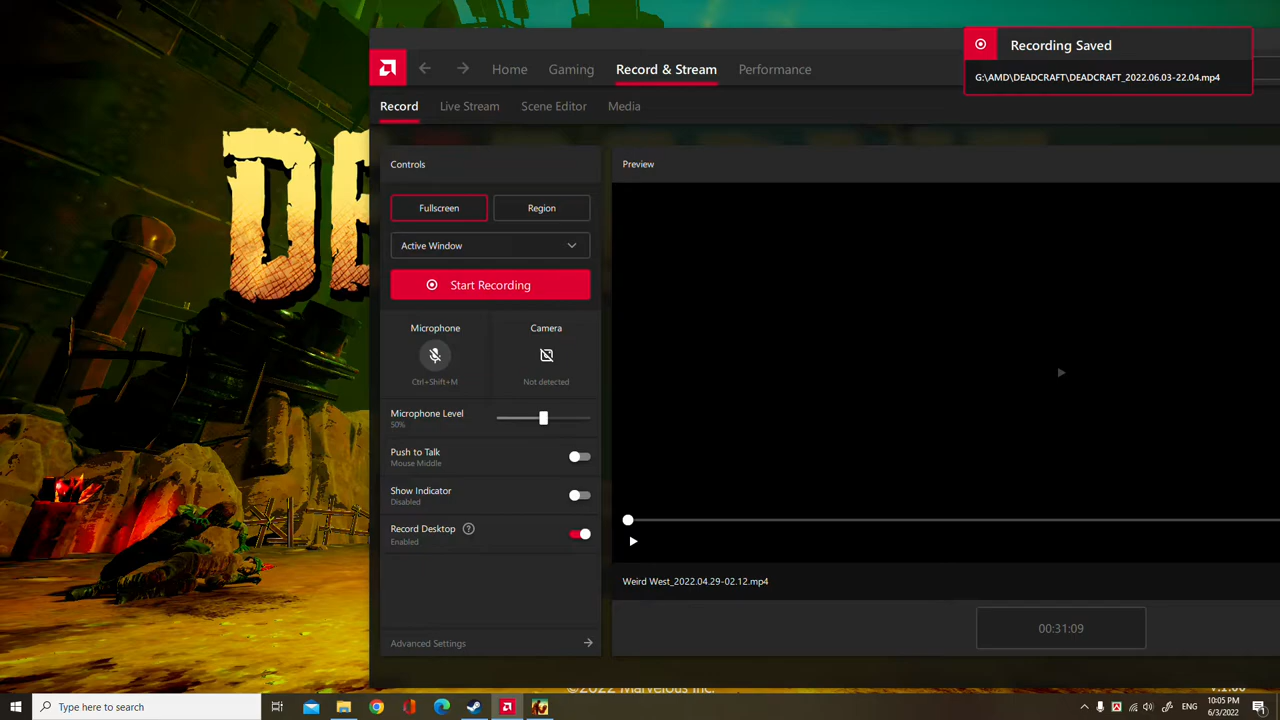 DE
Recording Saved
G:\AMD\DEADCRAFT\DEADCRAFT_2022.06.03-22.04.mp4
Home
Gaming
Record & Stream
Performance
Record
Live Stream
Scene Editor
Media
Controls
Preview
Fullscreen
Region
Active Window
Start Recording
Microphone
Camera
Ctrl+Shift+M
Not detected
Microphone Level
50%
Push to Talk
Mouse Middle
Show Indicator
Disabled
Record Desktop
Enabled
Weird West_2022.04.29-02.12.mp4
00:31:09
Advanced Settings
©2022 Marvelous Inc.
Type here to search
ENG
10:05 PM
6/3/2022
1